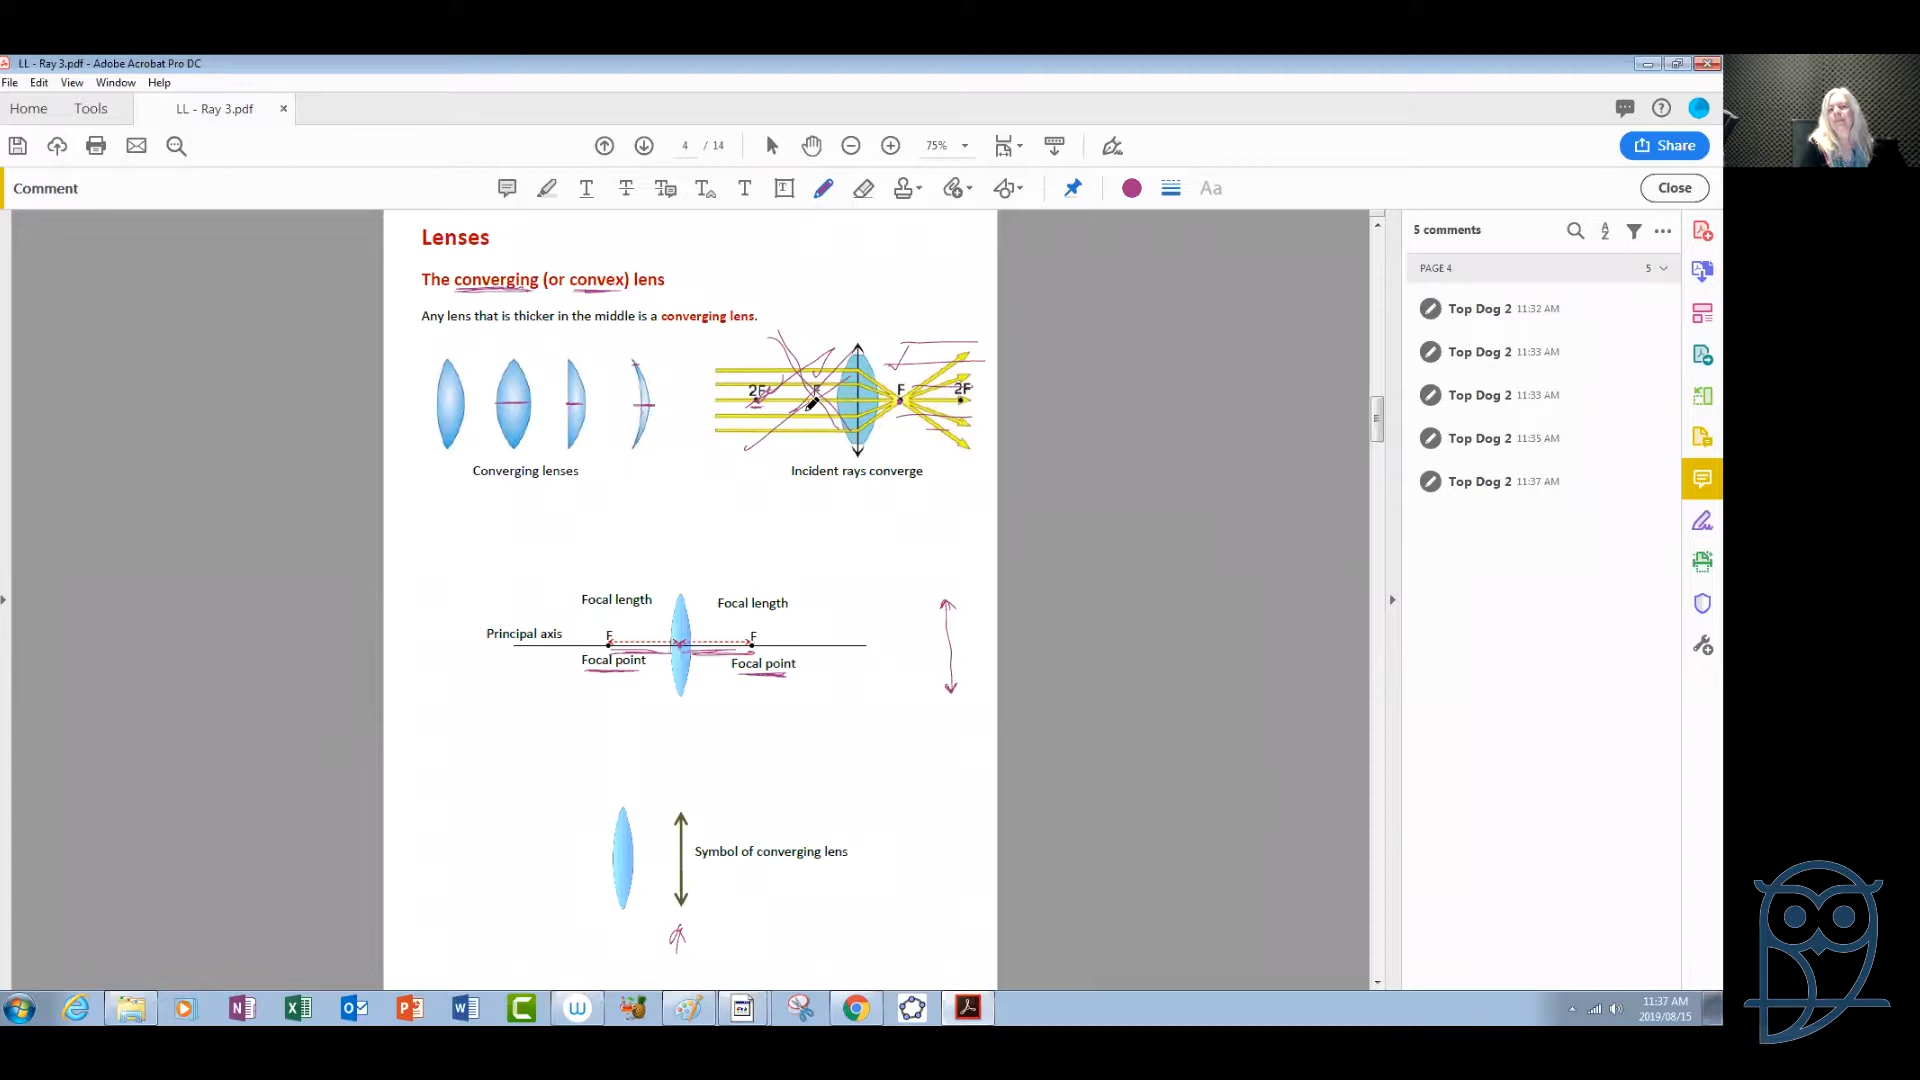 LL - Ray 3.pdf - Adobe Acrobat Pro DC
File Edit View Window Help
Home Tools LL - Ray 3.pdf ×
4 / 14 75% Share
Comment Aa Close
Lenses
The converging (or convex) lens
Any lens that is thicker in the middle is a converging lens.
2F F F 2F
Converging lenses Incident rays converge
Focal length Focal length
Principal axis F F
Focal point Focal point
Symbol of converging lens
5 comments
PAGE 4 5
Top Dog 2 11:32 AM
Top Dog 2 11:33 AM
Top Dog 2 11:33 AM
Top Dog 2 11:35 AM
Top Dog 2 11:37 AM
11:37 AM
2019/08/15